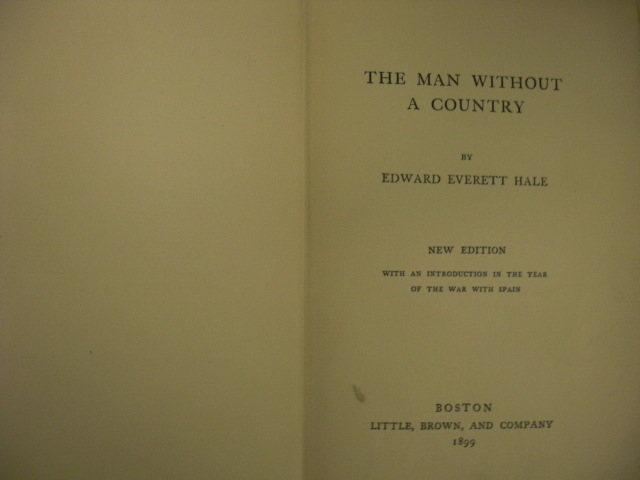 THE MAN WITHOUT
A COUNTRY
BY
EDWARD EVERETT HALE
NEW EDITION
WITH AN INTRODUCTION IN THE YEAR
OF THE WAR WITH SPAIN
BOSTON
LITTLE, BROWN, AND COMPANY
1899